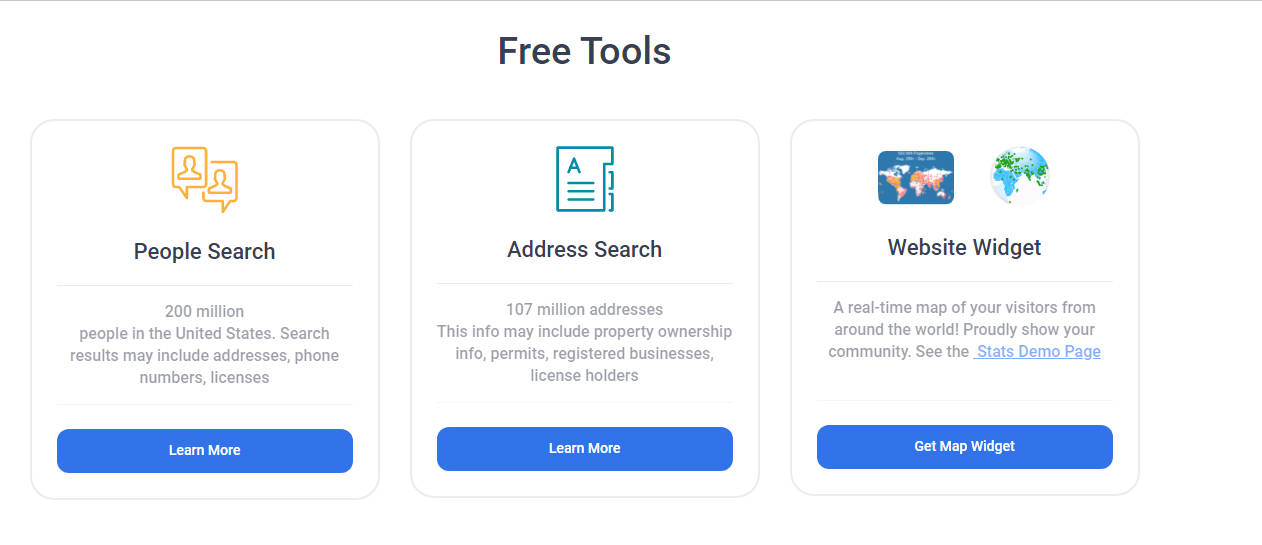 Free Tools
A
People Search
200 million
people in the United States. Search
results may include addresses, phone
numbers, licenses
Learn More
Address Search
107 million addresses
This info may include property ownership
info, permits, registered businesses,
license holders
Learn More
Website Widget
A real-time map of your visitors from
around the world! Proudly show your
community. See the Stats Demo Page
Get Map Widget